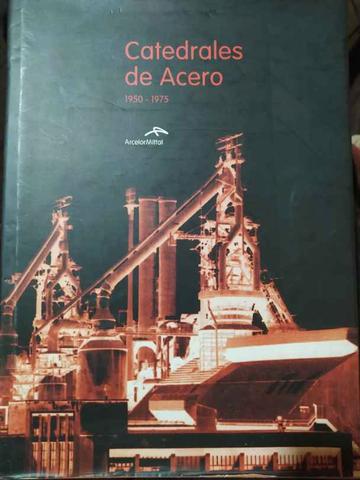 Catedrales
de Acero
1950 - 1975
ArcelorMittal